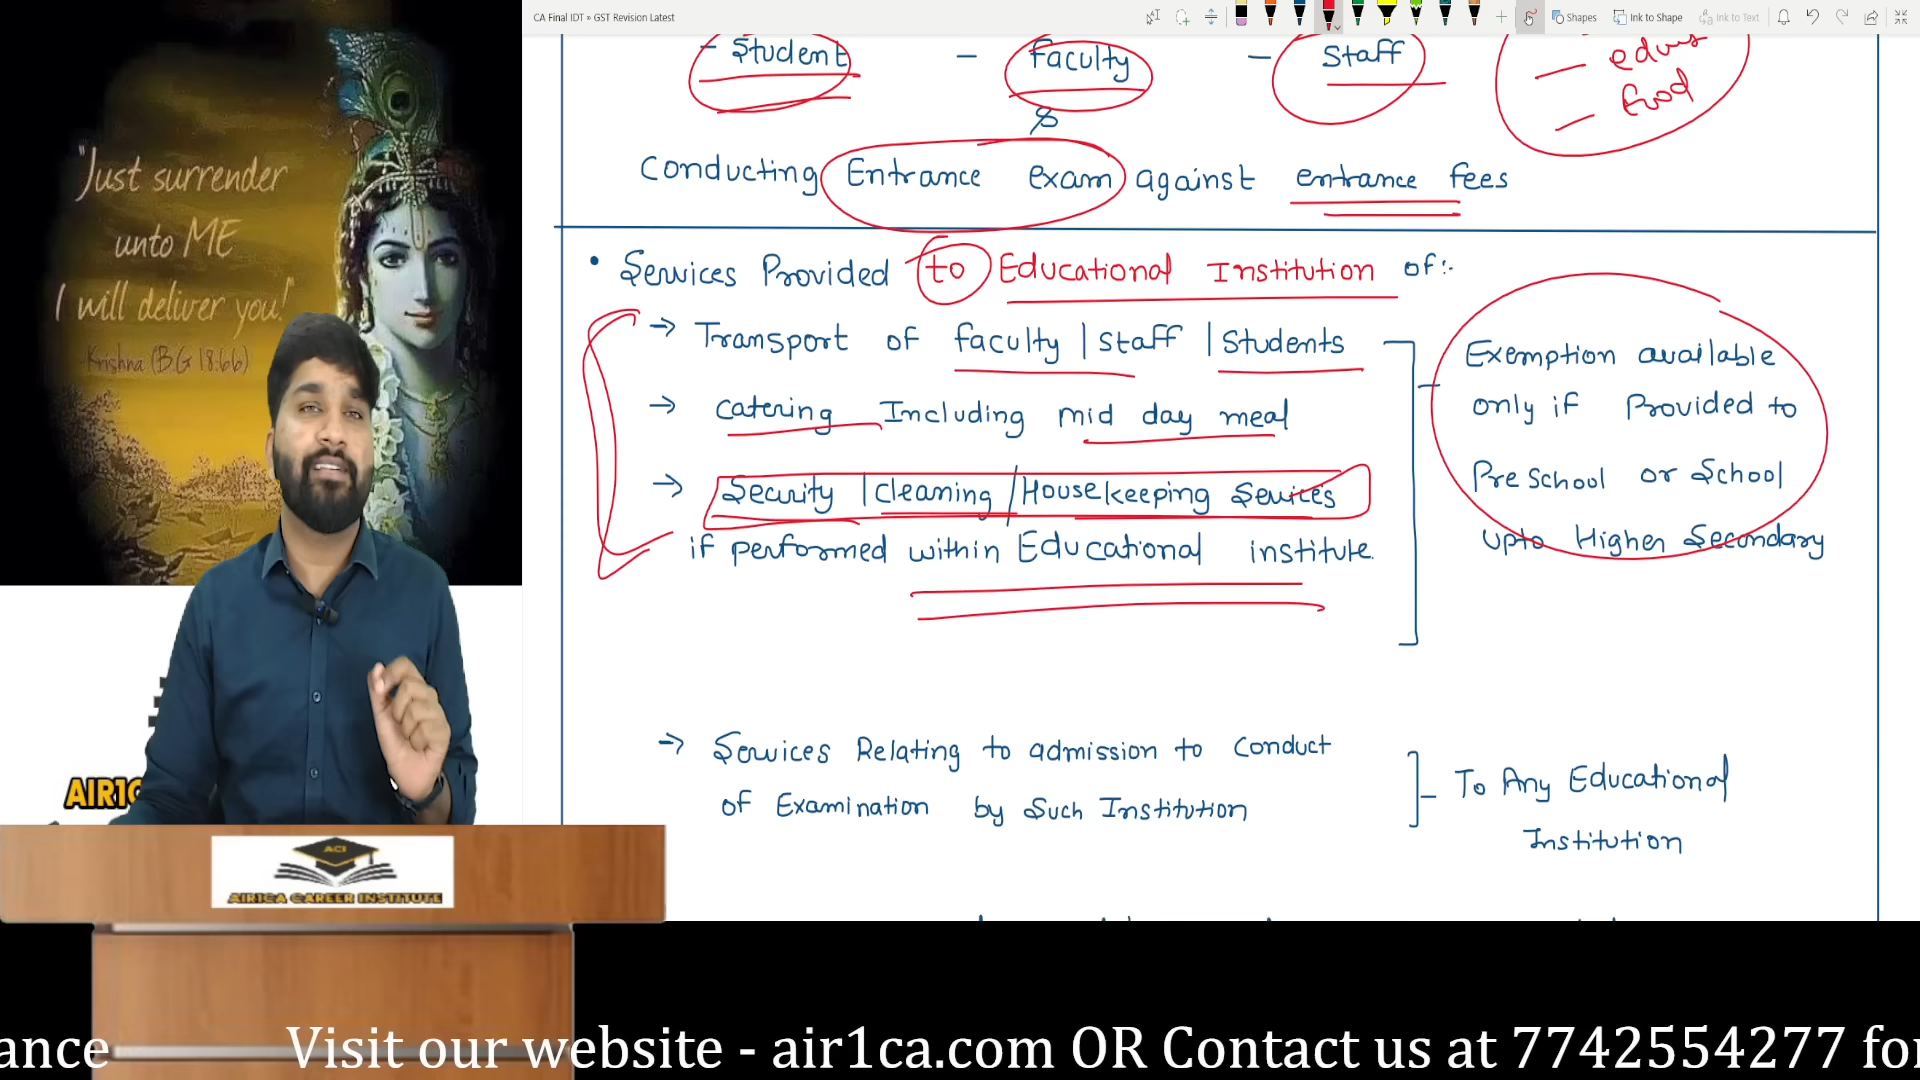 CA Final IDT » GST Revision Latest
Shapes
Ink to Shape
Ink to Text
- Student - Faculty - Staff
- food
&
Conducting Entrance exam against entrance fees
"Just surrender
unto ME
I will deliver you!"
Krishna (B.G 18:66)
• Services Provided to Educational Institution of:-
→ Transport of faculty | Staff | Students
→ Catering Including mid day meal
→ Security | Cleaning / House keeping Services
if performed within Educational institute.
Exemption available
only if Provided to
Pre School or School
upto Higher Secondary
→ Services Relating to admission to Conduct
of Examination by Such Institution
- To Any Educational
Institution
AIR1C
ACI
AIR1CA CAREER INSTITUTE
ance Visit our website - air1ca.com OR Contact us at 7742554277 for